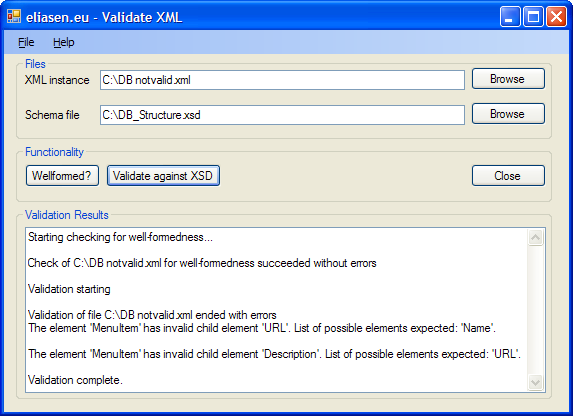 eliasen.eu - Validate XML
File Help
Files
XML instance C:\DB notvalid.xml Browse
Schema file C:\DB_Structure.xsd Browse
Functionality
Wellformed? Validate against XSD Close
Validation Results
Starting checking for well-formedness...
Check of C:\DB notvalid.xml for well-formedness succeeded without errors
Validation starting
Validation of file C:\DB notvalid.xml ended with errors
The element 'MenuItem' has invalid child element 'URL'. List of possible elements expected: 'Name'.
The element 'MenuItem' has invalid child element 'Description'. List of possible elements expected: 'URL'.
Validation complete.